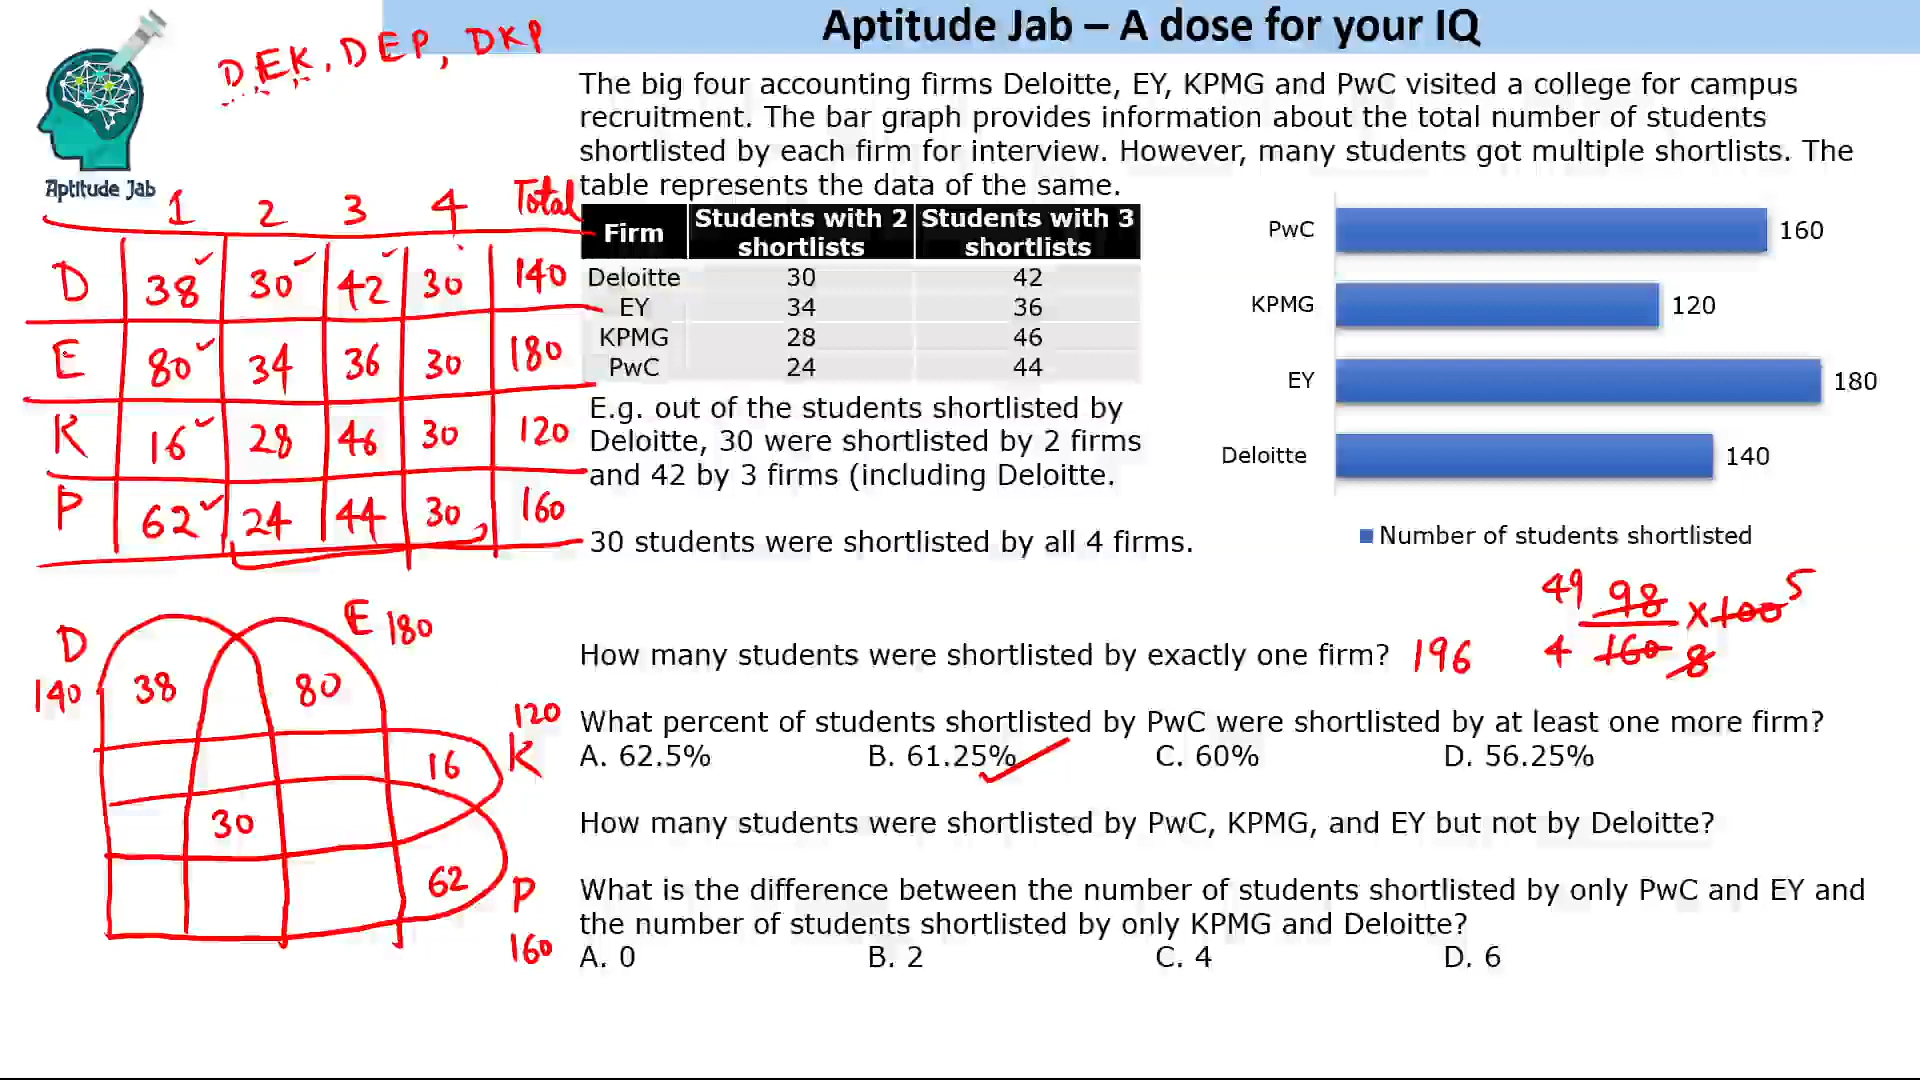 Aptitude Jab – A dose for your IQ
DEK, DEP, DKP
Aptitude Jab
The big four accounting firms Deloitte, EY, KPMG and PwC visited a college for campus
recruitment. The bar graph provides information about the total number of students
shortlisted by each firm for interview. However, many students got multiple shortlists. The
table represents the data of the same.
1 2 3 4 Total
D 38 30 42 30 140
E 80 34 36 30 180
K 16 28 46 30 120
P 62 24 44 30 160
Firm Students with 2 shortlists Students with 3 shortlists
Deloitte 30 42
EY 34 36
KPMG 28 46
PwC 24 44
PwC 160
KPMG 120
EY 180
Deloitte 140
Number of students shortlisted
E.g. out of the students shortlisted by
Deloitte, 30 were shortlisted by 2 firms
and 42 by 3 firms (including Deloitte.
30 students were shortlisted by all 4 firms.
D 140
E 180
38 80
120 K
16
30
62
P 160
49 98 x 100 5
4 160 8
How many students were shortlisted by exactly one firm? 196
What percent of students shortlisted by PwC were shortlisted by at least one more firm?
A. 62.5% B. 61.25% C. 60% D. 56.25%
How many students were shortlisted by PwC, KPMG, and EY but not by Deloitte?
What is the difference between the number of students shortlisted by only PwC and EY and
the number of students shortlisted by only KPMG and Deloitte?
A. 0 B. 2 C. 4 D. 6